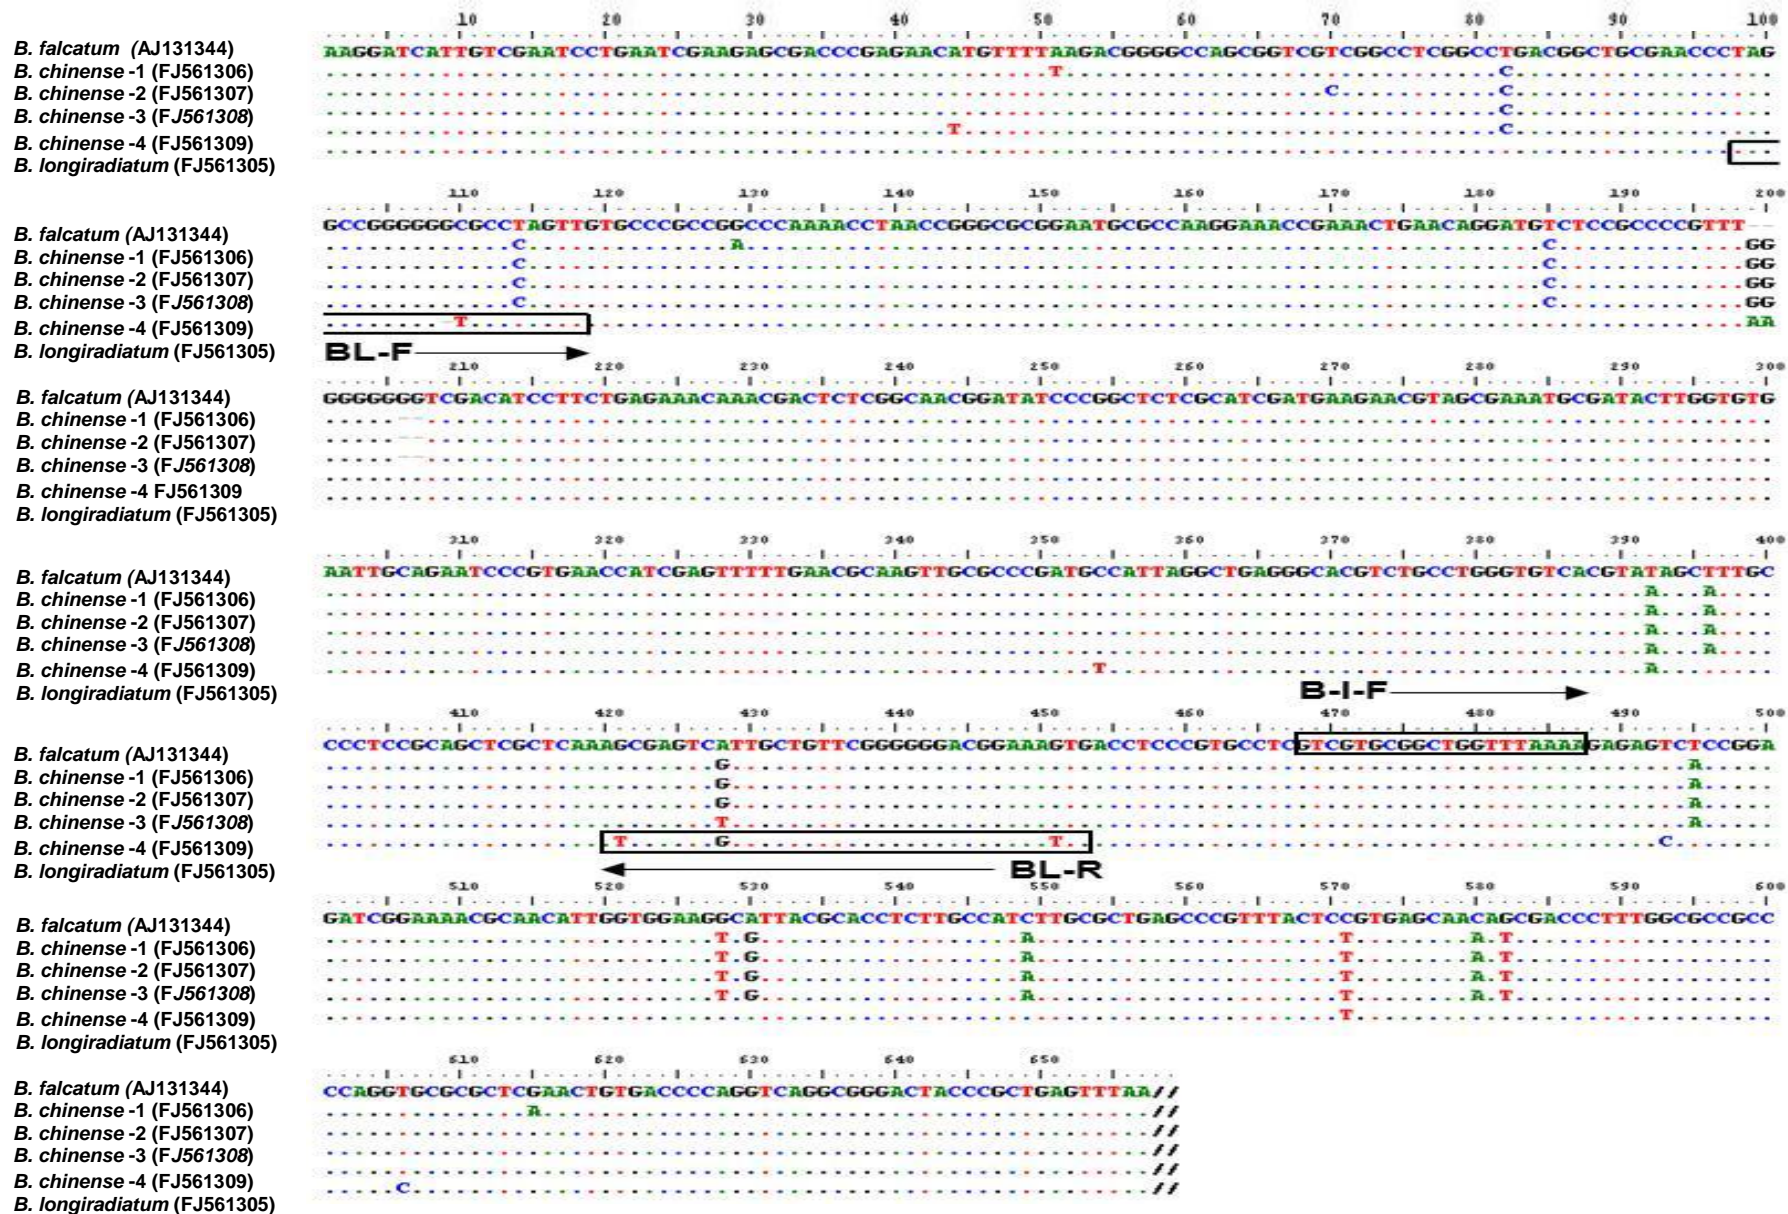 10 20 30 40 50 60 70 80 90 100
B. falcatum (AJ131344) AAGGATCATTGTCGAATCCTGAATCGAAGAGCGACCCGAGAACATGTTTTAAGACGGGGCCAGCGGTCGTCGGCCTCGGCCTGACGGCTGCGAACCCTAG
B. chinense -1 (FJ561306) T C
B. chinense -2 (FJ561307) C C
B. chinense -3 (FJ561308) C
B. chinense -4 (FJ561309) T C
B. longiradiatum (FJ561305)
110 120 130 140 150 160 170 180 190 200
B. falcatum (AJ131344) GCCGGGGGGCGCCTAGTTGTGCCCGCCGGCCCAAAACCTAACCGGGCGCGGAATGCGCCAAGGAAACCGAAACTGAACAGGATGTCTCCGCCCCGTTT--
B. chinense -1 (FJ561306) C A C GG
B. chinense -2 (FJ561307) C C GG
B. chinense -3 (FJ561308) C C GG
B. chinense -4 (FJ561309) C C GG
B. longiradiatum (FJ561305) T AA
BL-F
210 220 230 240 250 260 270 280 290 300
B. falcatum (AJ131344) GGGGGGGTCGACATCCTTCTGAGAAACAAACGACTCTCGGCAACGGATATCCCGGCTCTCGCATCGATGAAGAACGTAGCGAAATGCGATACTTGGTGTG
B. chinense -1 (FJ561306) --
B. chinense -2 (FJ561307) --
B. chinense -3 (FJ561308) --
B. chinense -4 FJ561309
B. longiradiatum (FJ561305)
310 320 330 340 350 360 370 380 390 400
B. falcatum (AJ131344) AATTGCAGAATCCCGTGAACCATCGAGTTTTTGAACGCAAGTTGCGCCCGATGCCATTAGGCTGAGGGCACGTCTGCCTGGGTGTCACGTATAGCTTTGC
B. chinense -1 (FJ561306) A A
B. chinense -2 (FJ561307) A A
B. chinense -3 (FJ561308) A A
B. chinense -4 (FJ561309) A A
B. longiradiatum (FJ561305) T A
B-I-F
410 420 430 440 450 460 470 480 490 500
B. falcatum (AJ131344) CCCTCCGCAGCTCGCTCAAAGCGAGTCATTGCTGTTCGGGGGGACGGAAAGTGACCTCCCGTGCCTCGTCGTGCGGCTGGTTTAAAAGAGAGTCTCCGGA
B. chinense -1 (FJ561306) G A
B. chinense -2 (FJ561307) G A
B. chinense -3 (FJ561308) G A
B. chinense -4 (FJ561309) T A
B. longiradiatum (FJ561305) T G T C
BL-R
510 520 530 540 550 560 570 580 590 600
B. falcatum (AJ131344) GATCGGAAAACGCAACATTGGTGGAAGGCATTACGCACCTCTTGCCATCTTGCGCTGAGCCCGTTTACTCCGTGAGCAACAGCGACCCTTTGGCGCCGCC
B. chinense -1 (FJ561306) T G A T A T
B. chinense -2 (FJ561307) T G A T A T
B. chinense -3 (FJ561308) T G A T A T
B. chinense -4 (FJ561309) T G A T A T
B. longiradiatum (FJ561305) T
610 620 630 640 650
B. falcatum (AJ131344) CCAGGTGCGCGCTCGAACTGTGACCCCAGGTCAGGCGGGACTACCCGCTGAGTTTAA//
B. chinense -1 (FJ561306) A //
B. chinense -2 (FJ561307) //
B. chinense -3 (FJ561308) //
B. chinense -4 (FJ561309) //
B. longiradiatum (FJ561305) C //